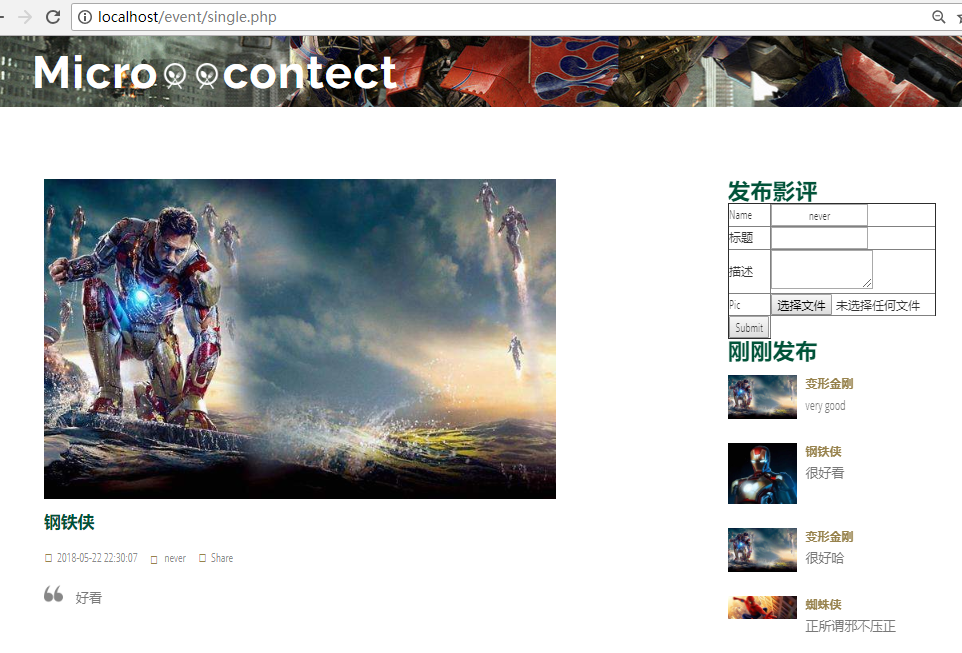 localhost/event/single.php
Micro contect
发布影评
Name never
标题
描述
Pic 选择文件 未选择任何文件
Submit
刚刚发布
变形金刚
very good
钢铁侠
很好看
变形金刚
很好哈
蜘蛛侠
正所谓邪不压正
钢铁侠
2018-05-22 22:30:07 never Share
好看